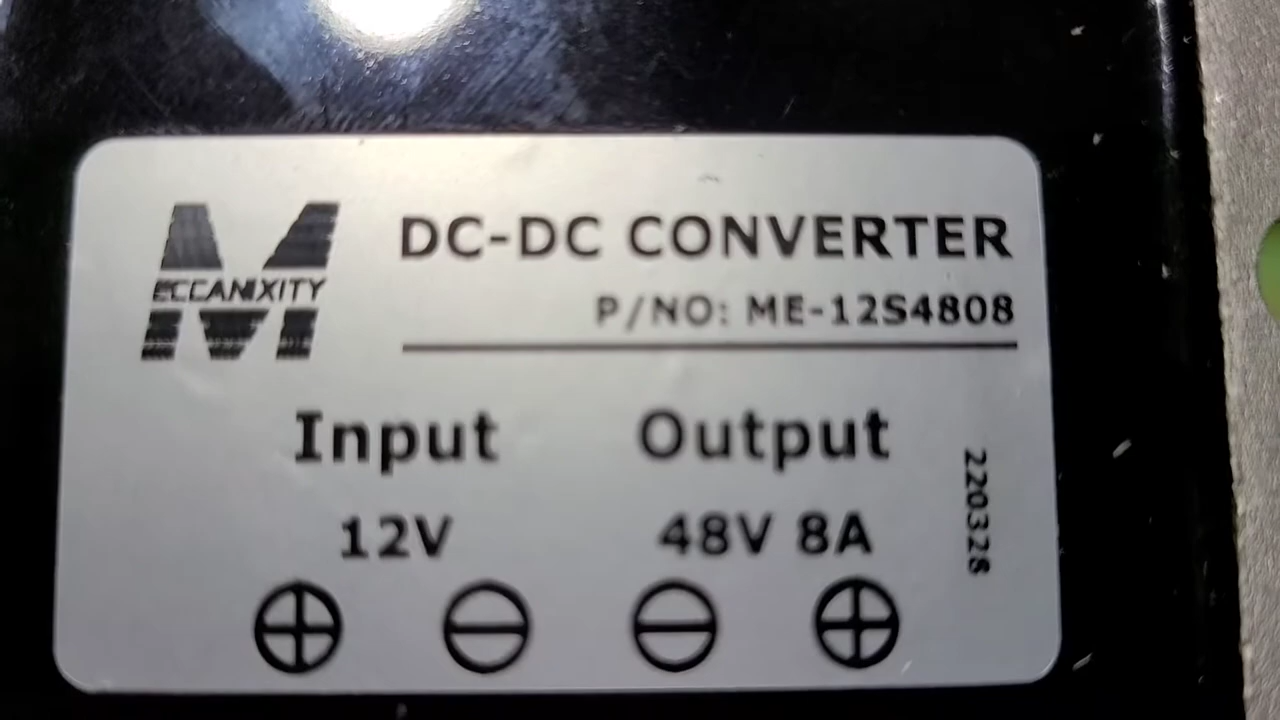 MECCANIXITY
DC-DC CONVERTER
P/NO: ME-12S4808
Input Output
12V 48V 8A
220328